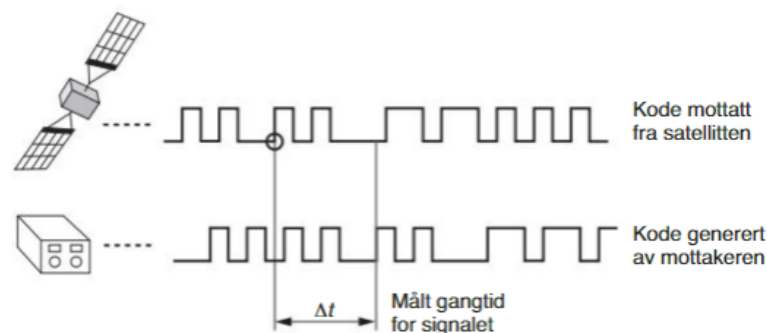 Kode mottatt
fra satellitten
Kode generert
av mottakeren
Δt
Målt gangtid
for signalet